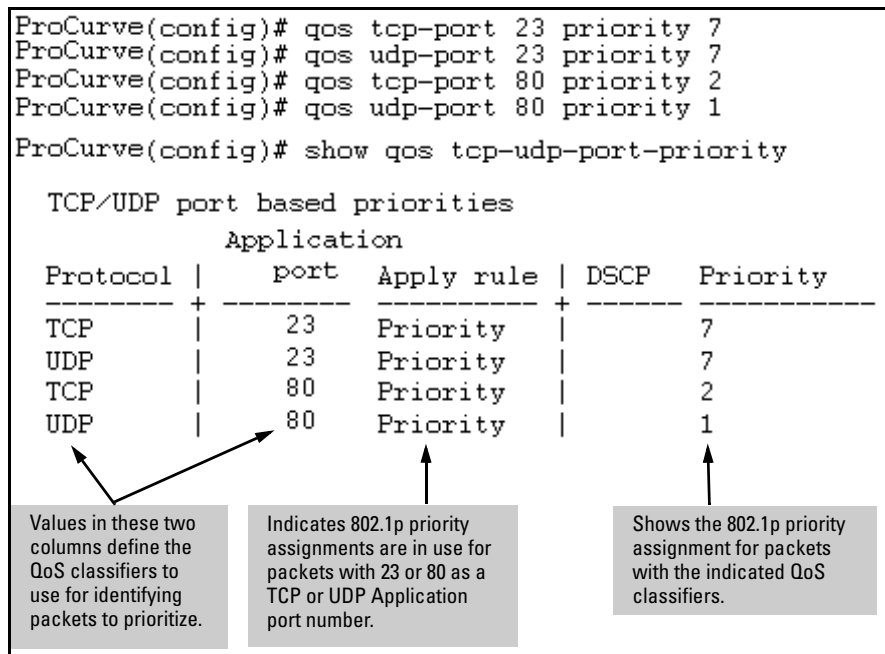 ProCurve(config)# qos tcp-port 23 priority 7
ProCurve(config)# qos udp-port 23 priority 7
ProCurve(config)# qos tcp-port 80 priority 2
ProCurve(config)# qos udp-port 80 priority 1
ProCurve(config)# show qos tcp-udp-port-priority
TCP/UDP port based priorities
Application
Protocol | port Apply rule | DSCP Priority
-------- + -------- ---------- + ------ -----------
TCP | 23 Priority | 7
UDP | 23 Priority | 7
TCP | 80 Priority | 2
UDP | 80 Priority | 1
Values in these two
columns define the
QoS classifiers to
use for identifying
packets to prioritize.
Indicates 802.1p priority
assignments are in use for
packets with 23 or 80 as a
TCP or UDP Application
port number.
Shows the 802.1p priority
assignment for packets
with the indicated QoS
classifiers.